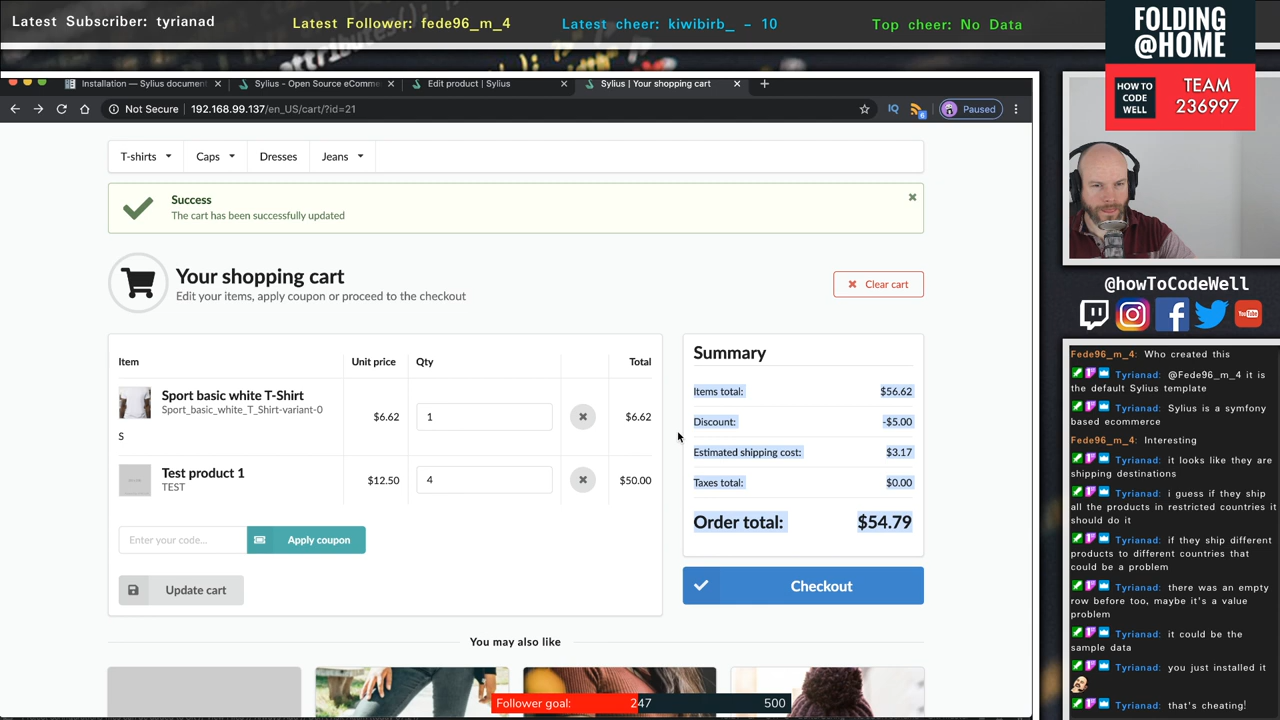 Latest Subscriber: tyrianad
Latest Follower: fede96_m_4
Latest cheer: kiwibirb_ - 10
Top cheer: No Data
FOLDING
@HOME
HOW TO
CODE
WELL
TEAM
236997
Installation — Sylius document
Sylius - Open Source eComme
Edit product | Sylius
Sylius | Your shopping cart
Not Secure
192.168.99.137/en_US/cart/?id=21
IQ
6
Paused
T-shirts
Caps
Dresses
Jeans
Success
The cart has been successfully updated
Your shopping cart
Edit your items, apply coupon or proceed to the checkout
Clear cart
Item
Unit price
Qty
Total
Sport basic white T-Shirt
Sport_basic_white_T_Shirt-variant-0
S
$6.62
1
$6.62
Test product 1
TEST
$12.50
4
$50.00
Enter your code...
Apply coupon
Update cart
Summary
Items total:
$56.62
Discount:
-$5.00
Estimated shipping cost:
$3.17
Taxes total:
$0.00
Order total:
$54.79
Checkout
You may also like
Follower goal:
247
500
@howToCodeWell
You Tube
Fede96_m_4: Who created this
Tyrianad: @Fede96_m_4 it is
the default Sylius template
Tyrianad: Sylius is a symfony
based ecommerce
Fede96_m_4: Interesting
Tyrianad: it looks like they are
shipping destinations
Tyrianad: i guess if they ship
all the products in restricted countries it
should do it
Tyrianad: if they ship different
products to different countries that
could be a problem
Tyrianad: there was an empty
row before too, maybe it's a value
problem
Tyrianad: it could be the
sample data
Tyrianad: you just installed it
Tyrianad: that's cheating!